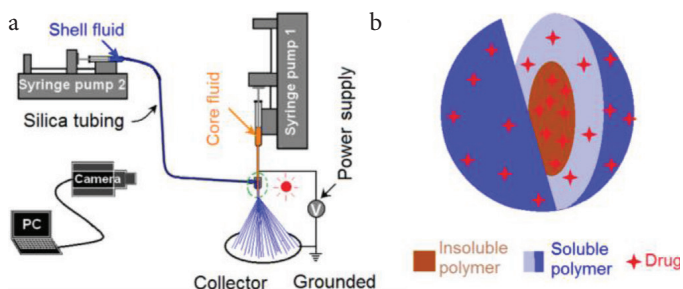 a
Shell fluid
Syringe pump 2
Silica tubing
Core fluid
Syringe pump 1
Power supply
Camera
PC
V
Collector
Grounded
b
Insoluble
polymer
Soluble
polymer
Drug